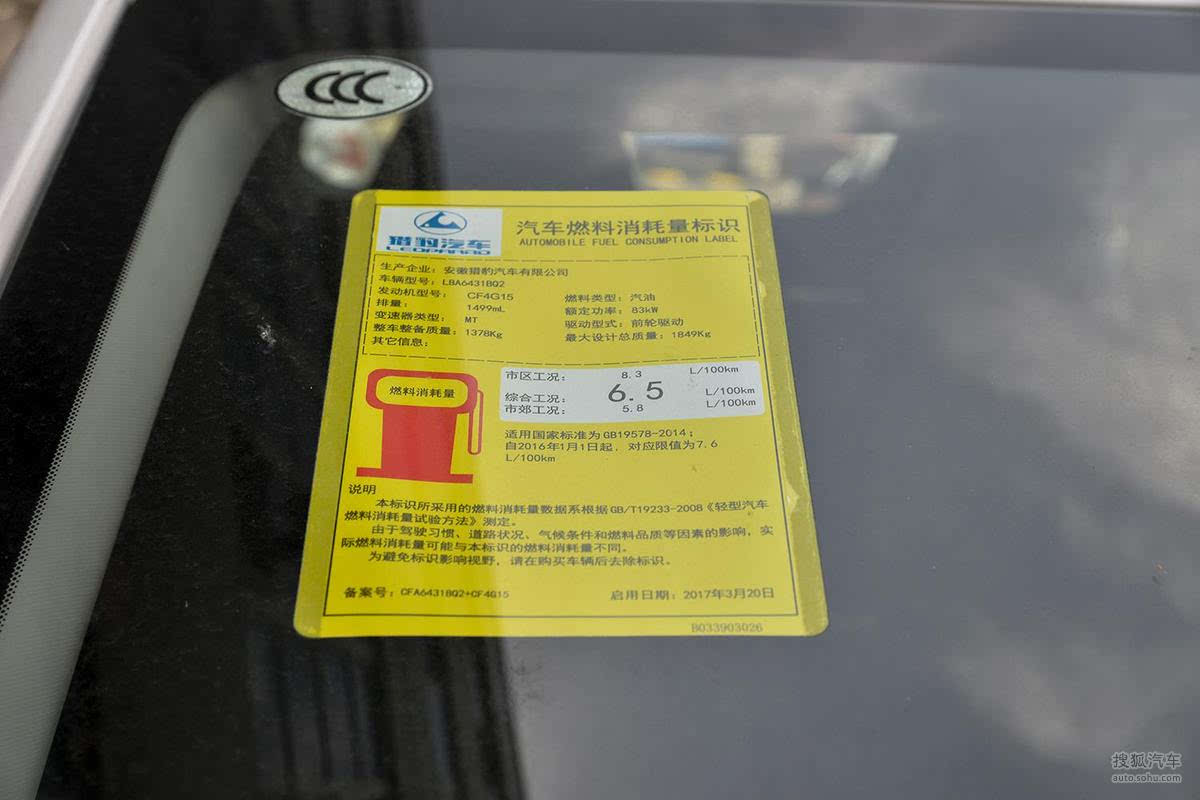 CCC
猎豹汽车
LEOPAARD
汽车燃料消耗量标识
AUTOMOBILE FUEL CONSUMPTION LABEL
生产企业：安徽猎豹汽车有限公司
车辆型号：LBA6431BQ2
发动机型号： CF4G15 燃料类型：汽油
排量： 1499mL 额定功率：83kW
变速器类型： MT 驱动型式：前轮驱动
整车整备质量：1378Kg 最大设计总质量：1849Kg
其它信息：
燃料消耗量
市区工况： 8.3 L/100km
综合工况： 6.5 L/100km
市郊工况： 5.8 L/100km
适用国家标准为GB19578-2014；
自2016年1月1日起，对应限值为7.6
L/100km
说明
本标识所采用的燃料消耗量数据系根据GB/T19233-2008《轻型汽车
燃料消耗量试验方法》测定。
由于驾驶习惯、道路状况、气候条件和燃料品质等因素的影响，实
际燃料消耗量可能与本标识的燃料消耗量不同。
为避免标识影响视野，请在购买车辆后去除标识。
备案号：CFA6431BQ2+CF4G15 启用日期：2017年3月20日
B033903026
搜狐汽车
auto.sohu.com